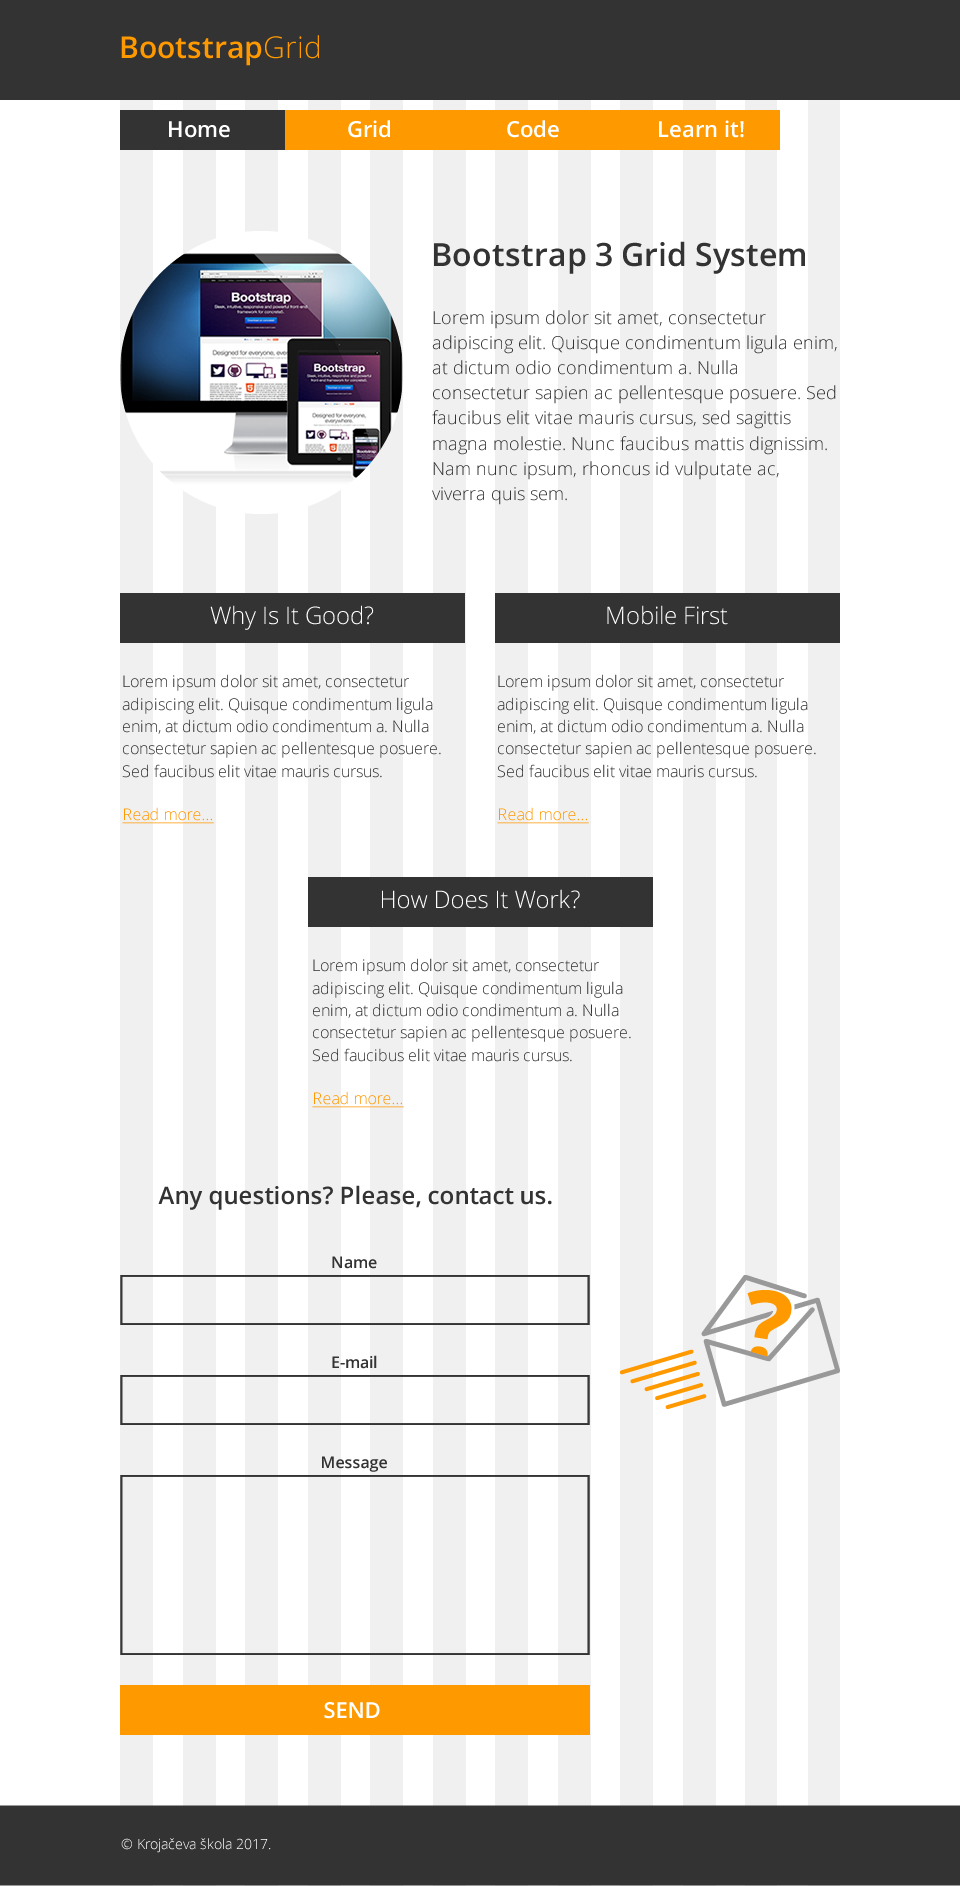 BootstrapGrid
Home Grid Code Learn it!
Bootstrap
Designed for everyone, everywhere.
Bootstrap
Designed for everyone,
everywhere.
Bootstrap 3 Grid System
Lorem ipsum dolor sit amet, consectetur
adipiscing elit. Quisque condimentum ligula enim,
at dictum odio condimentum a. Nulla
consectetur sapien ac pellentesque posuere. Sed
faucibus elit vitae mauris cursus, sed sagittis
magna molestie. Nunc faucibus mattis dignissim.
Nam nunc ipsum, rhoncus id vulputate ac,
viverra quis sem.
Why Is It Good?
Lorem ipsum dolor sit amet, consectetur
adipiscing elit. Quisque condimentum ligula
enim, at dictum odio condimentum a. Nulla
consectetur sapien ac pellentesque posuere.
Sed faucibus elit vitae mauris cursus.
Read more...
Mobile First
Lorem ipsum dolor sit amet, consectetur
adipiscing elit. Quisque condimentum ligula
enim, at dictum odio condimentum a. Nulla
consectetur sapien ac pellentesque posuere.
Sed faucibus elit vitae mauris cursus.
Read more...
How Does It Work?
Lorem ipsum dolor sit amet, consectetur
adipiscing elit. Quisque condimentum ligula
enim, at dictum odio condimentum a. Nulla
consectetur sapien ac pellentesque posuere.
Sed faucibus elit vitae mauris cursus.
Read more...
Any questions? Please, contact us.
Name
E-mail
Message
?
SEND
© Krojačeva škola 2017.